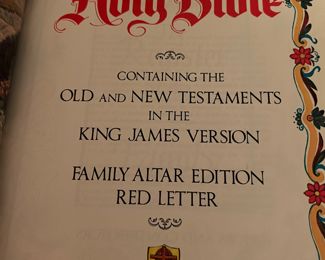 Holy Bible
CONTAINING THE
OLD AND NEW TESTAMENTS
IN THE
KING JAMES VERSION
FAMILY ALTAR EDITION
RED LETTER